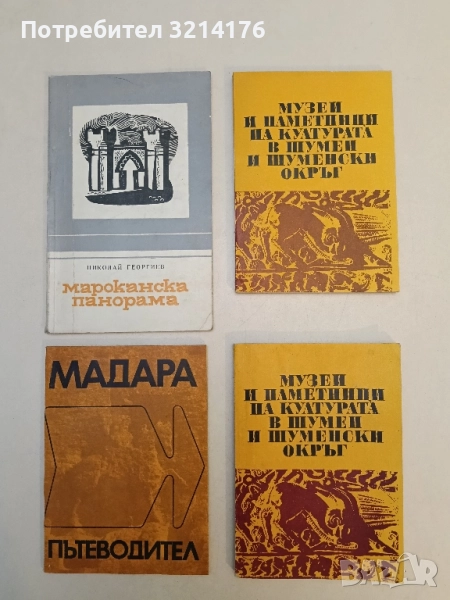 Потребител 3214176
НИКОЛАЙ ГЕОРГИЕВ
мароканска
панорама
МУЗЕИ
И ПАМЕТНИЦИ
НА КУЛТУРАТА
В ШУМЕН
И ШУМЕНСКИ
ОКРЪГ
МАДАРА
ПЪТЕВОДИТЕЛ
МУЗЕИ
И ПАМЕТНИЦИ
НА КУЛТУРАТА
В ШУМЕН
И ШУМЕНСКИ
ОКРЪГ
BAZAR